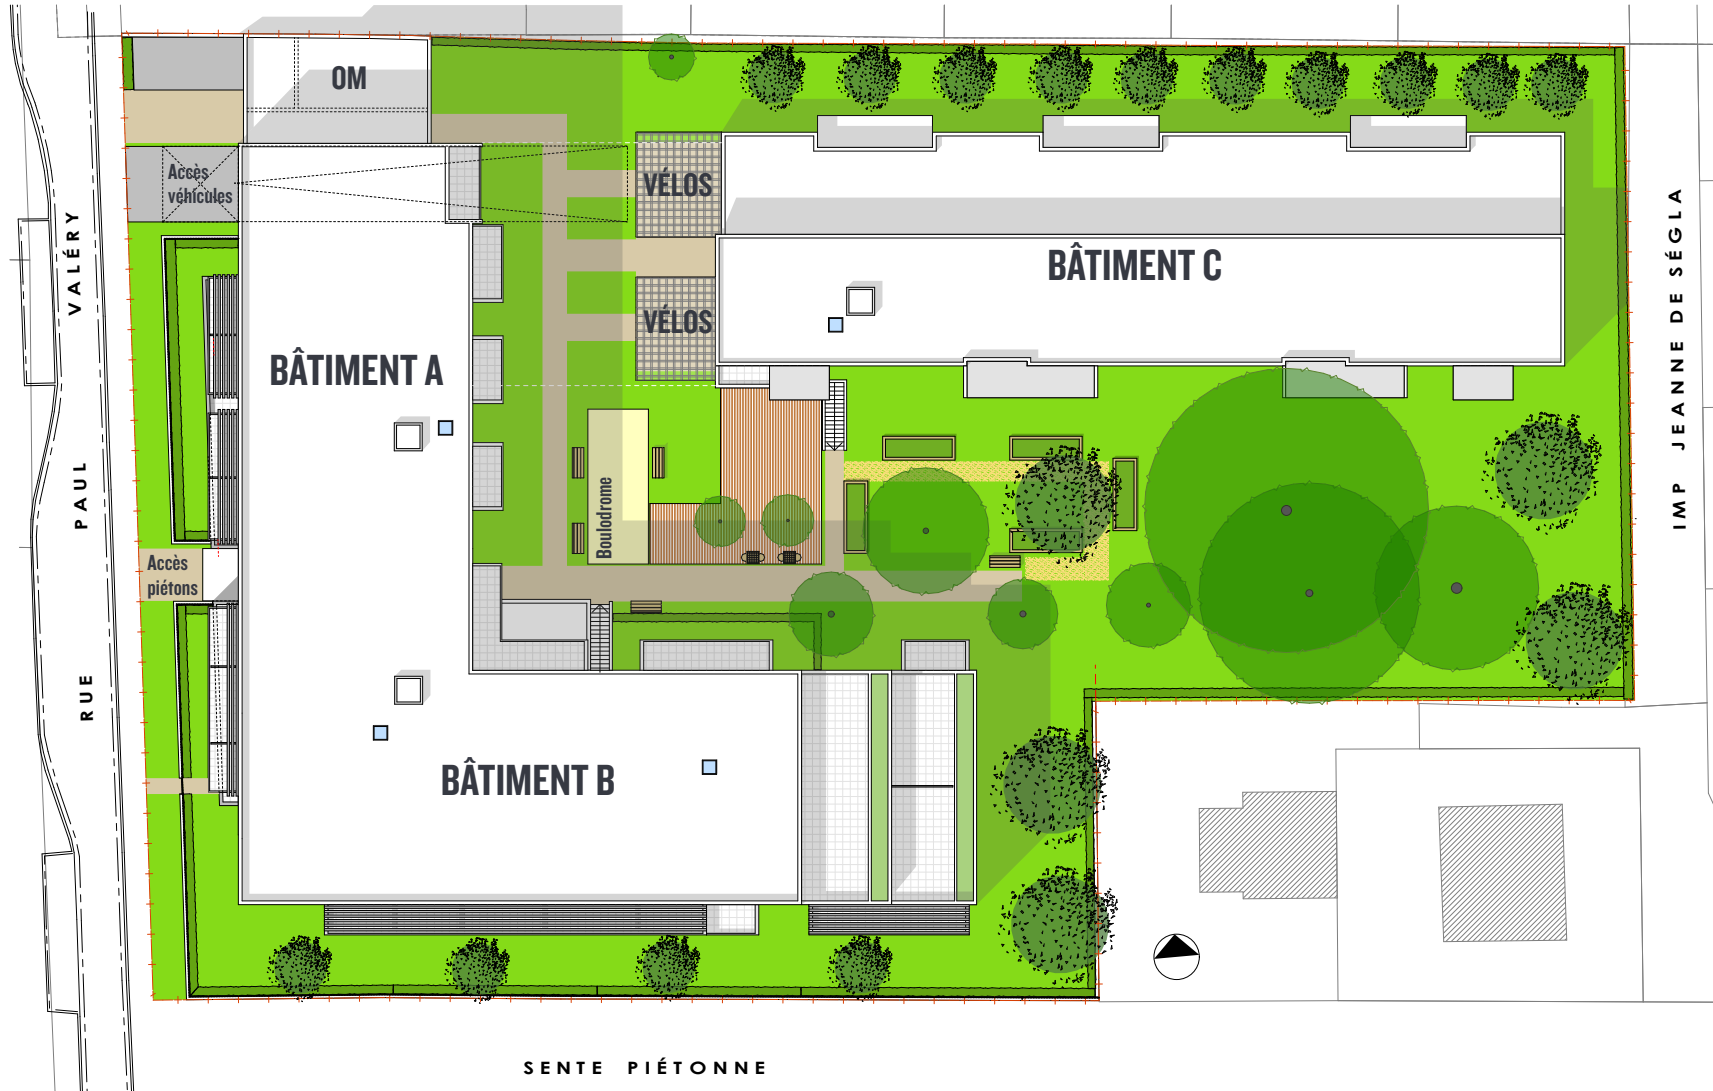 OM
Accès
véhicules
VÉLOS
VÉLOS
BÂTIMENT C
BÂTIMENT A
Boulodrome
Accès
piétons
BÂTIMENT B
RUE PAUL VALÉRY
IMP JEANNE DE SÉGLA
SENTE PIÉTONNE